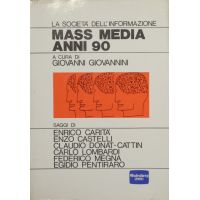 LA SOCIETÀ DELL'INFORMAZIONE
MASS MEDIA
ANNI 90
A CURA DI
GIOVANNI GIOVANNINI
SAGGI DI
ENRICO CARITÀ
ENZO CASTELLI
CLAUDIO DONAT-CATTIN
CARLO LOMBARDI
FEDERICO MEGNA
EGIDIO PENTIRARO